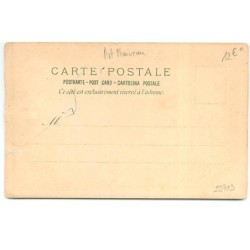 Art Nouveau
12 €
CARTE POSTALE
POSTKARTE - POST CARD - CARTOLINA POSTALE
Ce côté est exclusivement réservé à l'adresse.
M